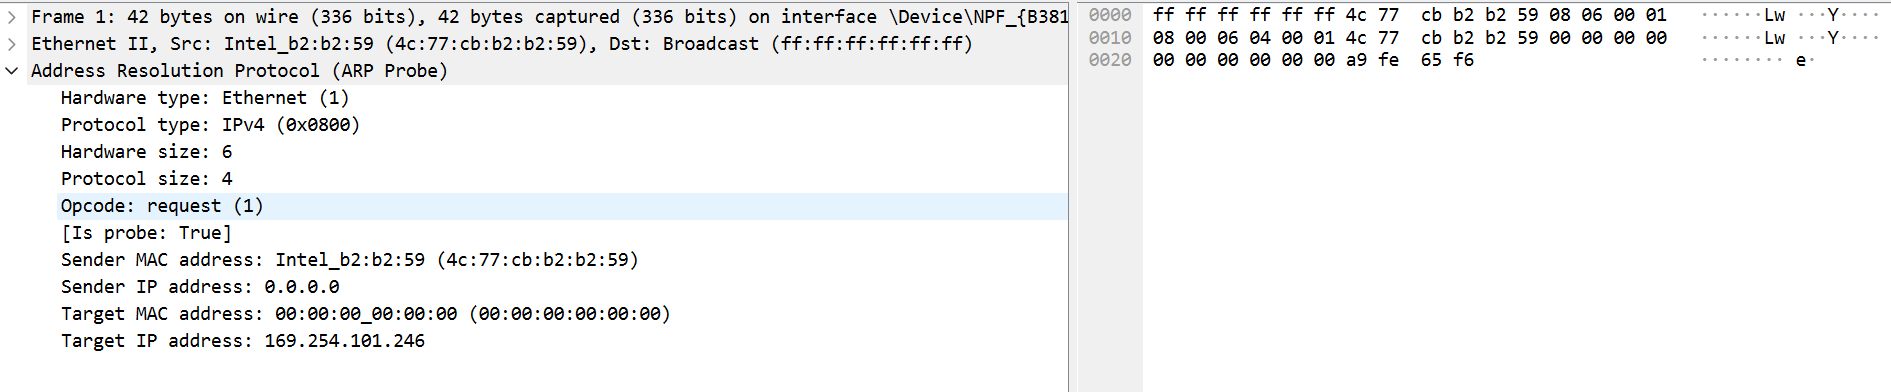 Frame 1: 42 bytes on wire (336 bits), 42 bytes captured (336 bits) on interface \Device\NPF_{B381
Ethernet II, Src: Intel_b2:b2:59 (4c:77:cb:b2:b2:59), Dst: Broadcast (ff:ff:ff:ff:ff:ff)
Address Resolution Protocol (ARP Probe)
Hardware type: Ethernet (1)
Protocol type: IPv4 (0x0800)
Hardware size: 6
Protocol size: 4
Opcode: request (1)
[Is probe: True]
Sender MAC address: Intel_b2:b2:59 (4c:77:cb:b2:b2:59)
Sender IP address: 0.0.0.0
Target MAC address: 00:00:00_00:00:00 (00:00:00:00:00:00)
Target IP address: 169.254.101.246
0000 ff ff ff ff ff ff 4c 77 cb b2 b2 59 08 06 00 01 ······Lw ···Y····
0010 08 00 06 04 00 01 4c 77 cb b2 b2 59 00 00 00 00 ······Lw ···Y····
0020 00 00 00 00 00 00 a9 fe 65 f6 ········ e·